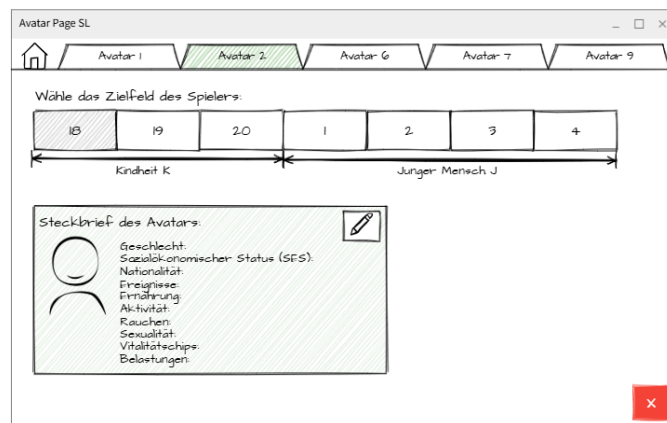 Avatar Page SL
Avatar 1 Avatar 2 Avatar 6 Avatar 7 Avatar 9
Wähle das Zielfeld des Spielers:
18 19 20 1 2 3 4
Kindheit K Junger Mensch J
Steckbrief des Avatars:
Geschlecht:
Sozialökonomischer Status (SES):
Nationalität:
Ereignisse:
Ernährung:
Aktivität:
Rauchen:
Sexualität:
Vitalitätschips:
Belastungen: